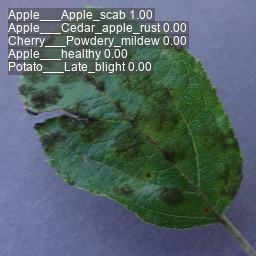 Apple___Apple_scab 1.00
Apple___Cedar_apple_rust 0.00
Cherry___Powdery_mildew 0.00
Apple___healthy 0.00
Potato___Late_blight 0.00